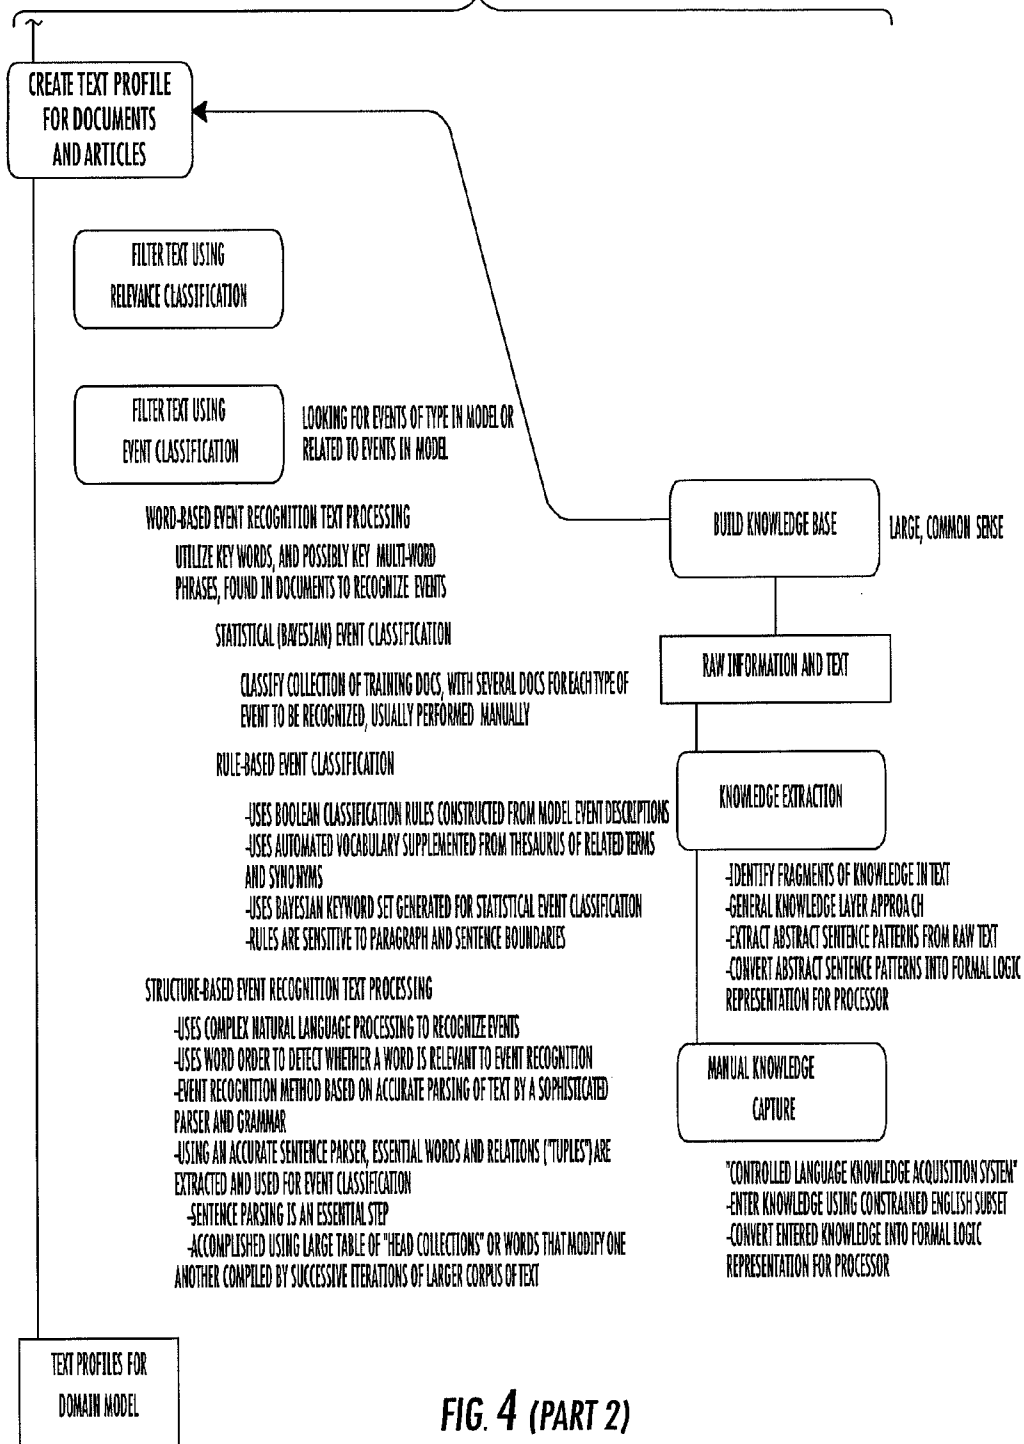 CREATE TEXT PROFILE
FOR DOCUMENTS
AND ARTICLES
FILTER TEXT USING
RELEVANCE CLASSIFICATION
FILTER TEXT USING
EVENT CLASSIFICATION
LOOKING FOR EVENTS OF TYPE IN MODEL OR
RELATED TO EVENTS IN MODEL
WORD-BASED EVENT RECOGNITION TEXT PROCESSING
UTILIZE KEY WORDS, AND POSSIBLY KEY MULTI-WORD
PHRASES, FOUND IN DOCUMENTS TO RECOGNIZE EVENTS
STATISTICAL (BAYESIAN) EVENT CLASSIFICATION
CLASSIFY COLLECTION OF TRAINING DOCS, WITH SEVERAL DOCS FOR EACH TYPE OF
EVENT TO BE RECOGNIZED, USUALLY PERFORMED MANUALLY
RULE-BASED EVENT CLASSIFICATION
-USES BOOLEAN CLASSIFICATION RULES CONSTRUCTED FROM MODEL EVENT DESCRIPTIONS
-USES AUTOMATED VOCABULARY SUPPLEMENTED FROM THESAURUS OF RELATED TERMS
AND SYNONYMS
-USES BAYESIAN KEYWORD SET GENERATED FOR STATISTICAL EVENT CLASSIFICATION
-RULES ARE SENSITIVE TO PARAGRAPH AND SENTENCE BOUNDARIES
STRUCTURE-BASED EVENT RECOGNITION TEXT PROCESSING
-USES COMPLEX NATURAL LANGUAGE PROCESSING TO RECOGNIZE EVENTS
-USES WORD ORDER TO DETECT WHETHER A WORD IS RELEVANT TO EVENT RECOGNITION
-EVENT RECOGNITION METHOD BASED ON ACCURATE PARSING OF TEXT BY A SOPHISTICATED
PARSER AND GRAMMAR
-USING AN ACCURATE SENTENCE PARSER, ESSENTIAL WORDS AND RELATIONS ("TUPLES") ARE
EXTRACTED AND USED FOR EVENT CLASSIFICATION
-SENTENCE PARSING IS AN ESSENTIAL STEP
-ACCOMPLISHED USING LARGE TABLE OF "HEAD COLLECTIONS" OR WORDS THAT MODIFY ONE
ANOTHER COMPILED BY SUCCESSIVE ITERATIONS OF LARGER CORPUS OF TEXT
BUILD KNOWLEDGE BASE
LARGE, COMMON SENSE
RAW INFORMATION AND TEXT
KNOWLEDGE EXTRACTION
-IDENTIFY FRAGMENTS OF KNOWLEDGE IN TEXT
-GENERAL KNOWLEDGE LAYER APPROACH
-EXTRACT ABSTRACT SENTENCE PATTERNS FROM RAW TEXT
-CONVERT ABSTRACT SENTENCE PATTERNS INTO FORMAL LOGIC
REPRESENTATION FOR PROCESSOR
MANUAL KNOWLEDGE
CAPTURE
"CONTROLLED LANGUAGE KNOWLEDGE ACQUISITION SYSTEM"
-ENTER KNOWLEDGE USING CONSTRAINED ENGLISH SUBSET
-CONVERT ENTERED KNOWLEDGE INTO FORMAL LOGIC
REPRESENTATION FOR PROCESSOR
TEXT PROFILES FOR
DOMAIN MODEL
FIG. 4 (PART 2)